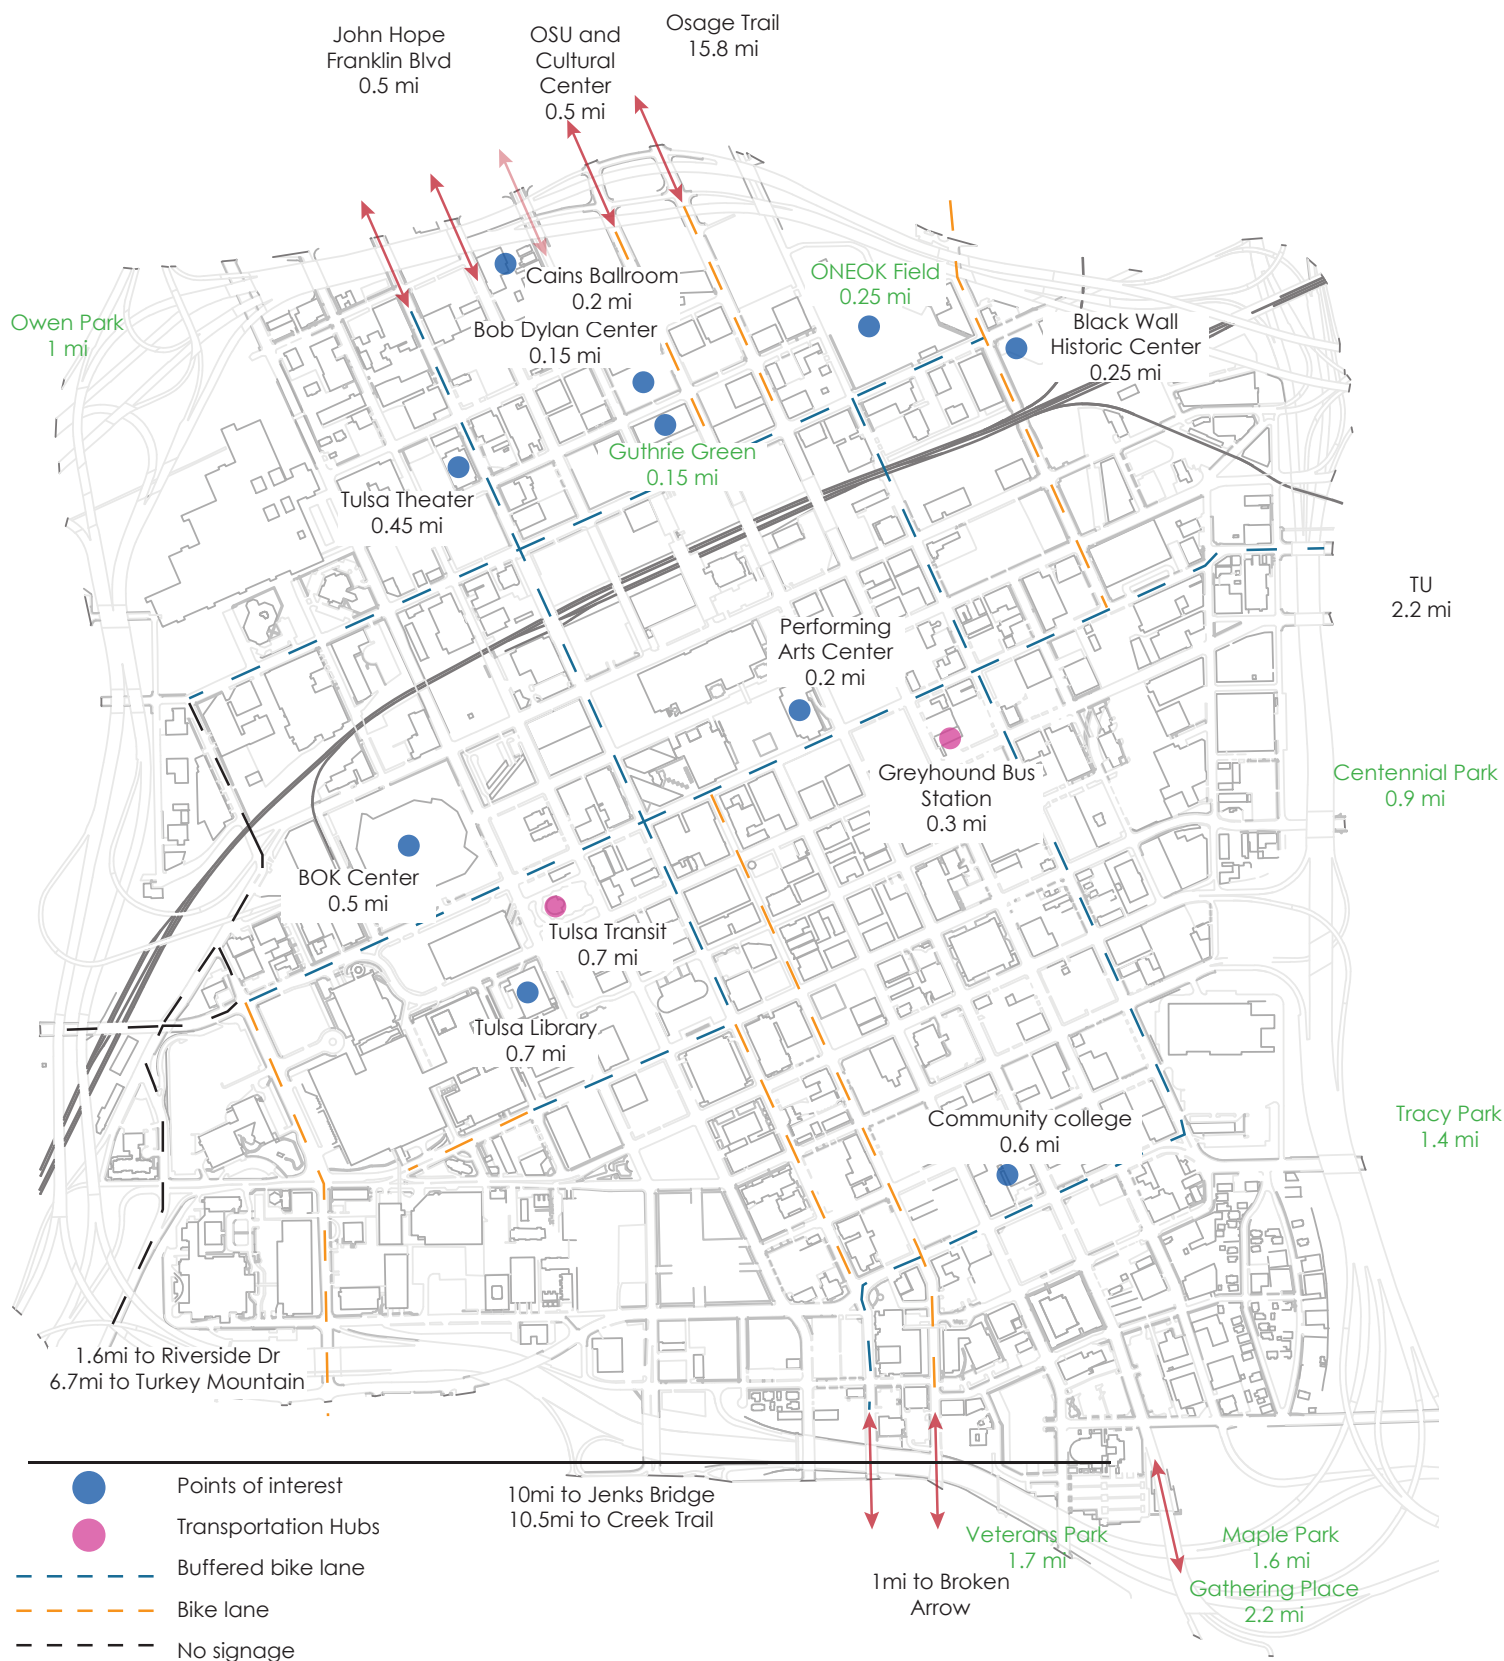 John Hope
Franklin Blvd
0.5 mi
OSU and
Cultural
Center
0.5 mi
Osage Trail
15.8 mi
Owen Park
1 mi
Cains Ballroom
0.2 mi
Bob Dylan Center
0.15 mi
ONEOK Field
0.25 mi
Black Wall
Historic Center
0.25 mi
Guthrie Green
0.15 mi
Tulsa Theater
0.45 mi
TU
2.2 mi
Performing
Arts Center
0.2 mi
Greyhound Bus
Station
0.3 mi
Centennial Park
0.9 mi
BOK Center
0.5 mi
Tulsa Transit
0.7 mi
Tulsa Library
0.7 mi
Community college
0.6 mi
Tracy Park
1.4 mi
1.6mi to Riverside Dr
6.7mi to Turkey Mountain
10mi to Jenks Bridge
10.5mi to Creek Trail
Veterans Park
1.7 mi
Maple Park
1.6 mi
Gathering Place
2.2 mi
1mi to Broken
Arrow
Points of interest
Transportation Hubs
Buffered bike lane
Bike lane
No signage